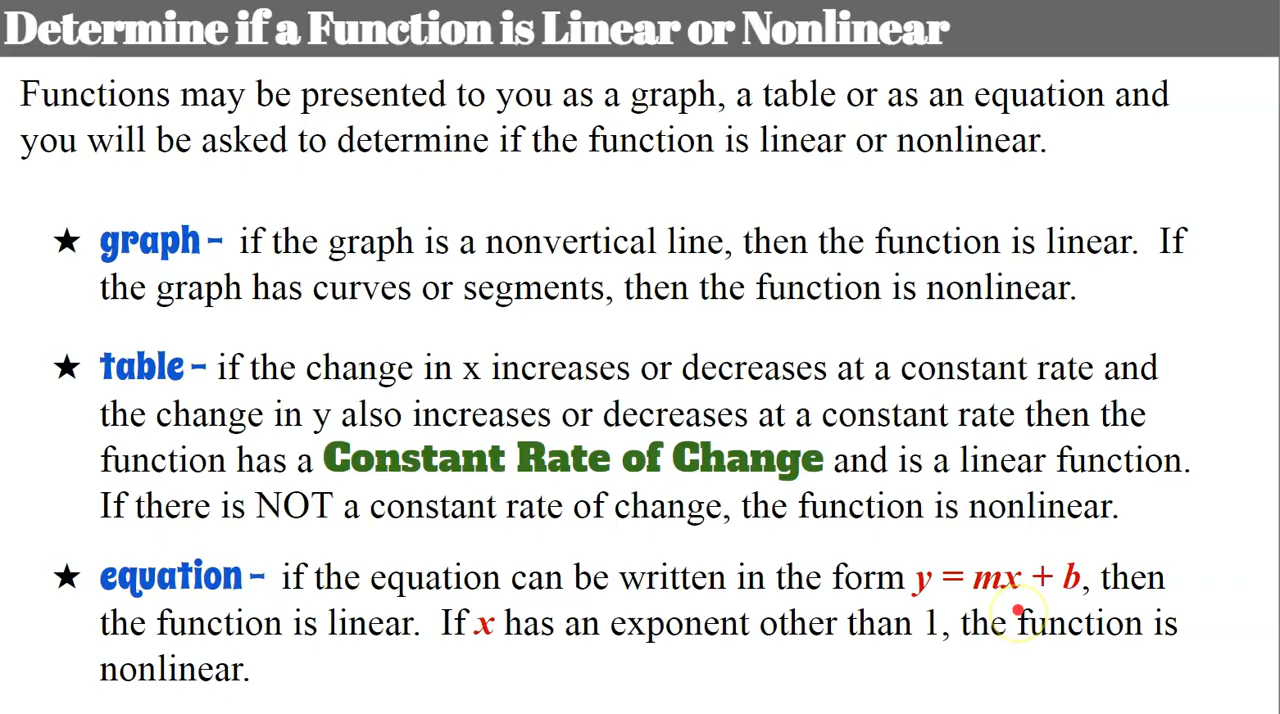 Determine if a Function is Linear or Nonlinear
Functions may be presented to you as a graph, a table or as an equation and
you will be asked to determine if the function is linear or nonlinear.
★ graph - if the graph is a nonvertical line, then the function is linear. If
the graph has curves or segments, then the function is nonlinear.
★ table - if the change in x increases or decreases at a constant rate and
the change in y also increases or decreases at a constant rate then the
function has a Constant Rate of Change and is a linear function.
If there is NOT a constant rate of change, the function is nonlinear.
★ equation - if the equation can be written in the form y = mx + b, then
the function is linear. If x has an exponent other than 1, the function is
nonlinear.